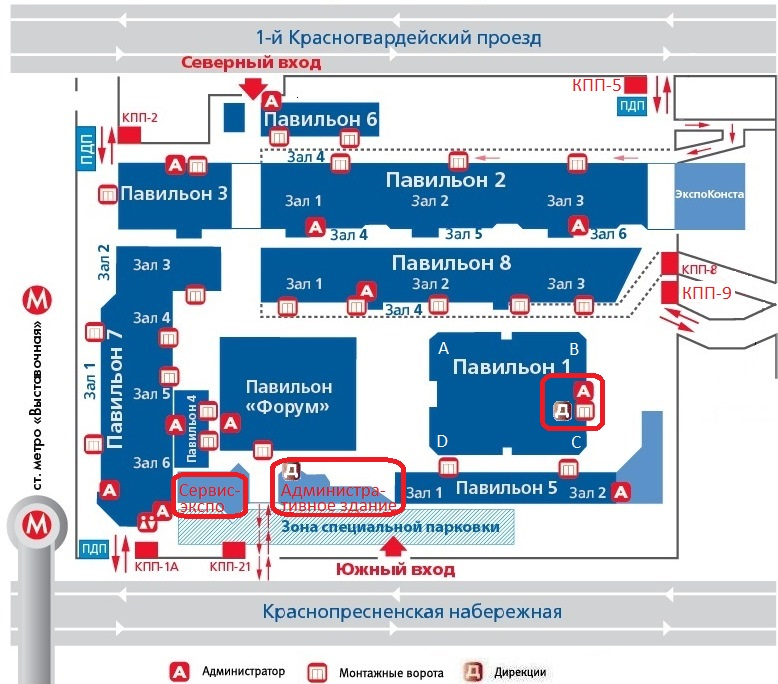 1-й Красногвардейский проезд
Северный вход
КПП-5
А
Павильон 6
ПДП
КПП-2
ПДП
Зал 4
А
Павильон 3
Павильон 2
Зал 1
Зал 2
Зал 3
ЭкспоКонста
А
Зал 4
Зал 5
А
Зал 6
Зал 2
Зал 3
Павильон 8
Зал 1
Зал 2
Зал 3
А
Зал 4
КПП-8
КПП-9
М
ст. метро «Выставочная»
Павильон 7
Зал 4
Зал 1
Зал 5
Зал 6
А
А
Павильон 4
А
А
Павильон
«Форум»
A
B
Павильон 1
А
Д
D
C
Сервис-
экспо
Д
Администра-
тивное здание
Зал 1
Павильон 5
Зал 2
А
М
Зона специальной парковки
ПДП
КПП-1А
КПП-21
Южный вход
Краснопресненская набережная
А
Администратор
Монтажные ворота
Д
Дирекции